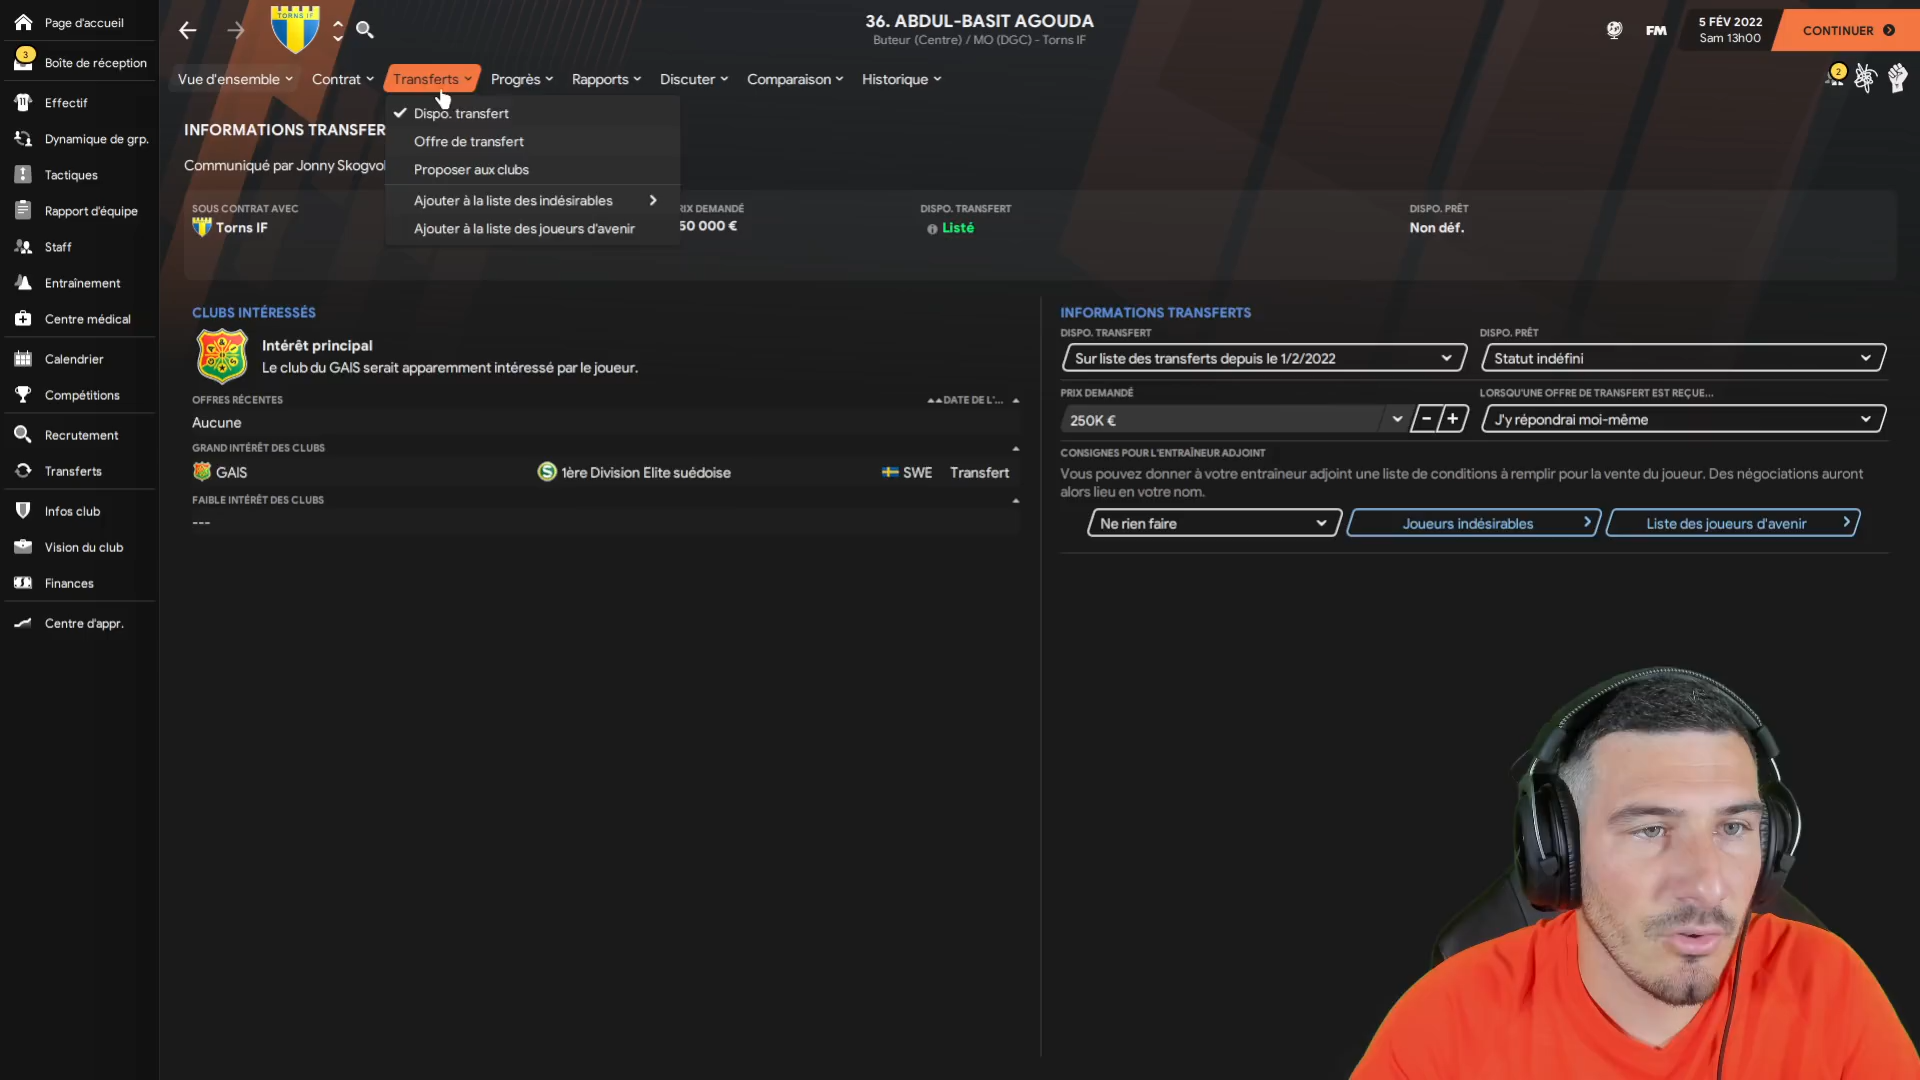 Page d'accueil
3
Boîte de réception
Effectif
Dynamique de grp.
Tactiques
Rapport d'équipe
Staff
Entraînement
Centre médical
Calendrier
Compétitions
Recrutement
Transferts
Infos club
Vision du club
Finances
Centre d'appr.
TORNS IF
36. ABDUL-BASIT AGOUDA
Buteur (Centre) / MO (DGC) - Torns IF
FM
5 FÉV 2022
Sam 13h00
CONTINUER
2
Vue d'ensemble Contrat Transferts Progrès Rapports Discuter Comparaison Historique
Dispo. transfert
Offre de transfert
Proposer aux clubs
Ajouter à la liste des indésirables
Ajouter à la liste des joueurs d'avenir
INFORMATIONS TRANSFER
Communiqué par Jonny Skogvo
SOUS CONTRAT AVEC
Torns IF
RIX DEMANDÉ
50 000 €
DISPO. TRANSFERT
Listé
DISPO. PRÊT
Non déf.
CLUBS INTÉRESSÉS
GAIS
Intérêt principal
Le club du GAIS serait apparemment intéressé par le joueur.
OFFRES RÉCENTES DATE DE L'...
Aucune
GRAND INTÉRÊT DES CLUBS
GAIS 1ère Division Elite suédoise SWE Transfert
FAIBLE INTÉRÊT DES CLUBS
---
INFORMATIONS TRANSFERTS
DISPO. TRANSFERT
Sur liste des transferts depuis le 1/2/2022
DISPO. PRÊT
Statut indéfini
PRIX DEMANDÉ
250K €
LORSQU'UNE OFFRE DE TRANSFERT EST REÇUE...
J'y répondrai moi-même
CONSIGNES POUR L'ENTRAÎNEUR ADJOINT
Vous pouvez donner à votre entraîneur adjoint une liste de conditions à remplir pour la vente du joueur. Des négociations auront
alors lieu en votre nom.
Ne rien faire Joueurs indésirables Liste des joueurs d'avenir